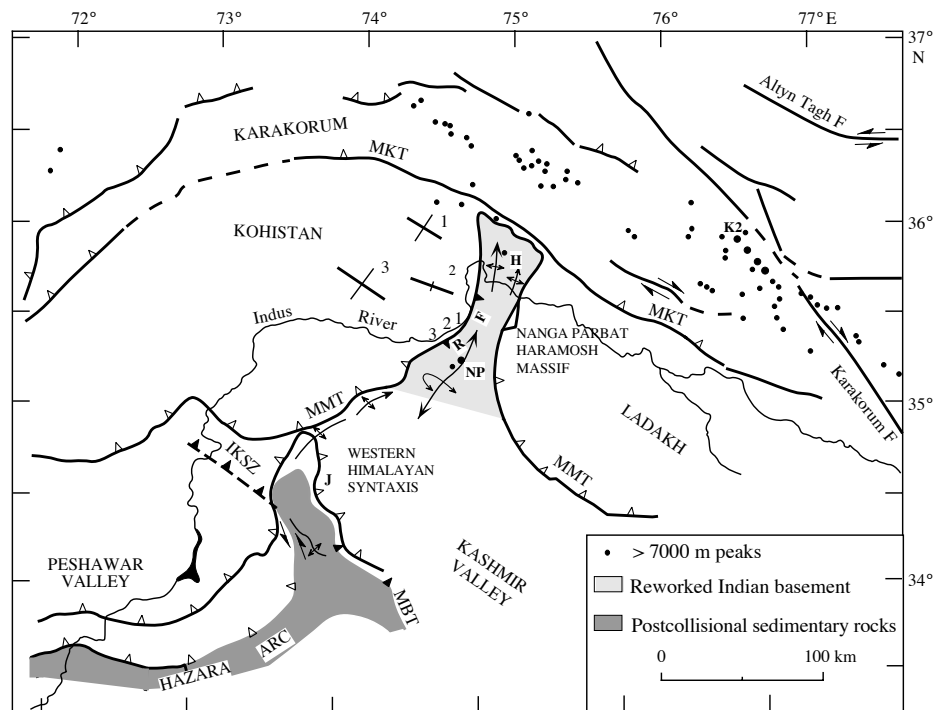 72° 73° 74° 75° 76° 77°E
37°
N
Altyn Tagh F
KARAKORUM
MKT
36°
K2
1
KOHISTAN
H
3
2
Indus
River
MKT
1
2
3
R F
NANGA PARBAT
HARAMOSH
MASSIF
NP
Karakorum F
35°
MMT
LADAKH
IKSZ
WESTERN
HIMALAYAN
SYNTAXIS
MMT
J
KASHMIR
VALLEY
PESHAWAR
VALLEY
34°
MBT
ARC
HAZARA
> 7000 m peaks
Reworked Indian basement
Postcollisional sedimentary rocks
0 100 km